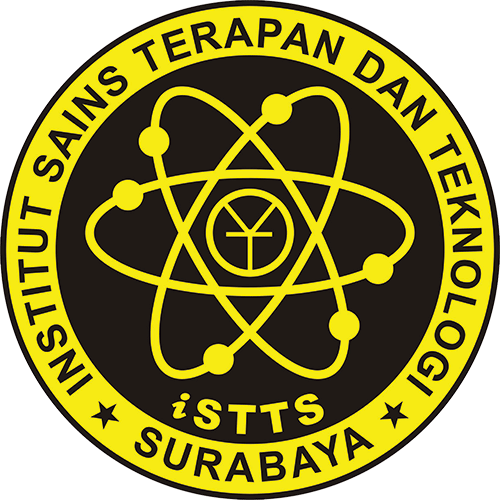 INSTITUT SAINS TERAPAN DAN TEKNOLOGI
iSTTS
★ SURABAYA ★